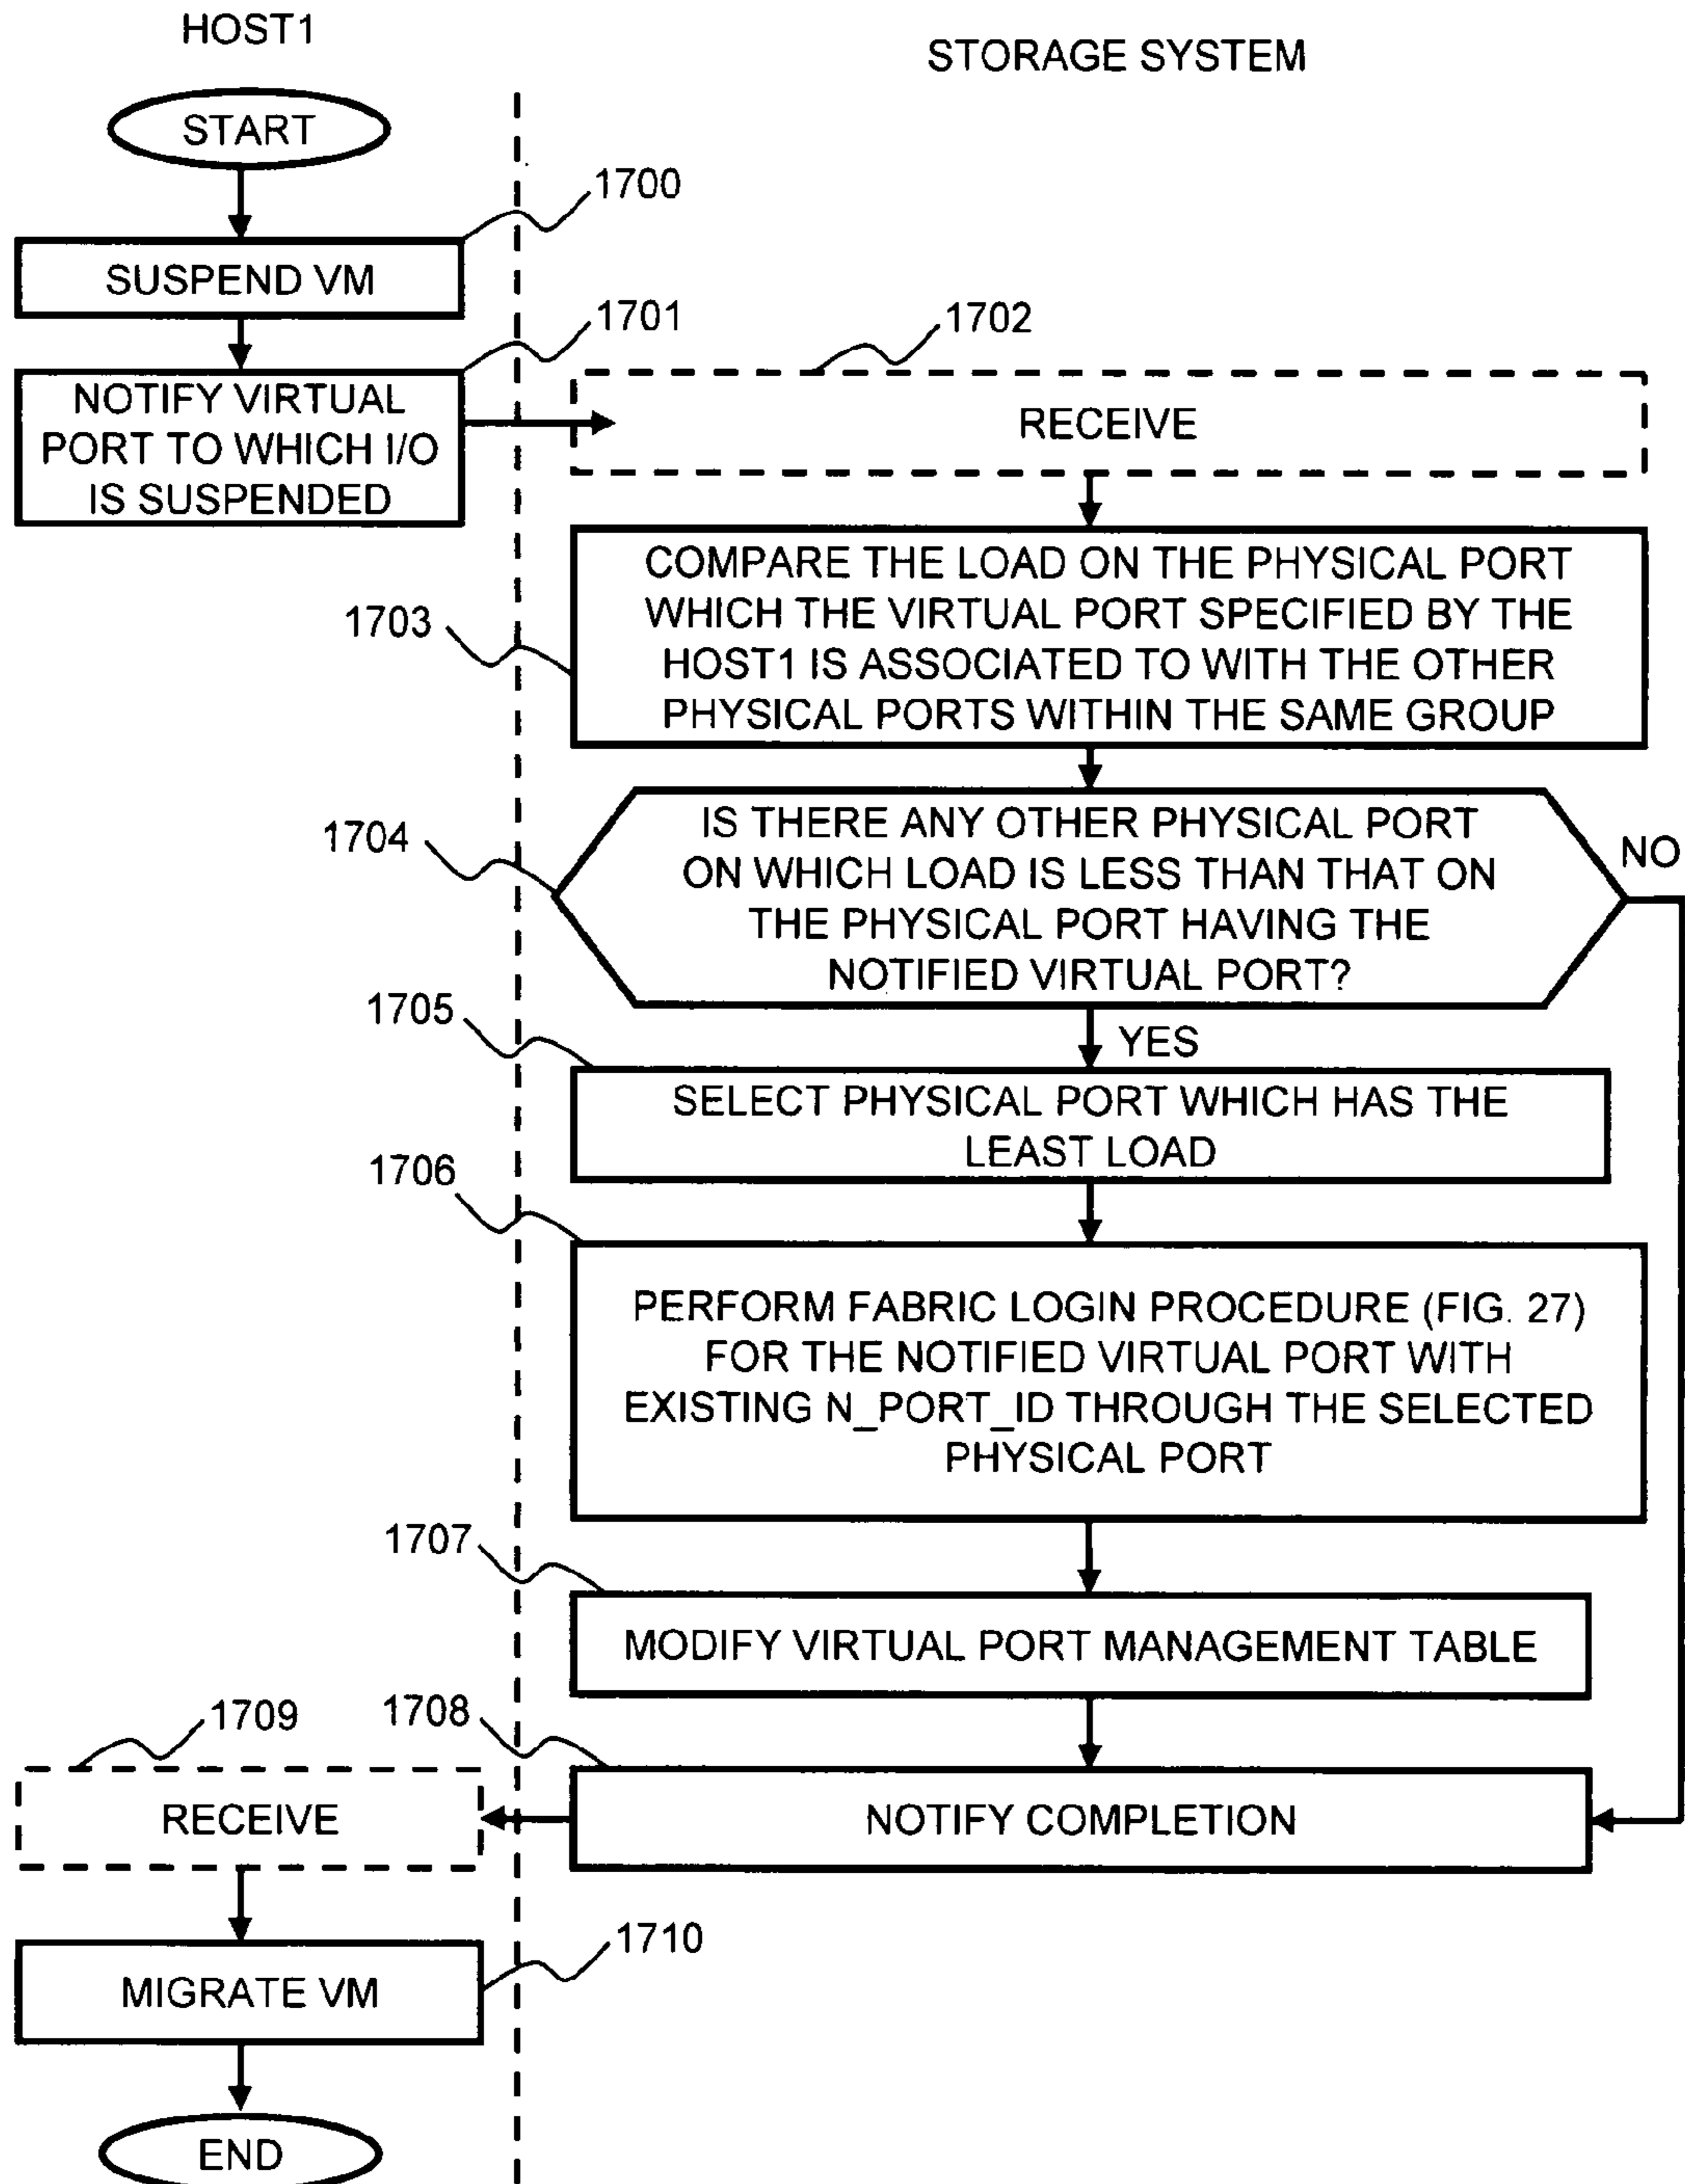 HOST1
STORAGE SYSTEM
START
1700
SUSPEND VM
1701
NOTIFY VIRTUAL
PORT TO WHICH I/O
IS SUSPENDED
1702
RECEIVE
1703
COMPARE THE LOAD ON THE PHYSICAL PORT
WHICH THE VIRTUAL PORT SPECIFIED BY THE
HOST1 IS ASSOCIATED TO WITH THE OTHER
PHYSICAL PORTS WITHIN THE SAME GROUP
1704
IS THERE ANY OTHER PHYSICAL PORT
ON WHICH LOAD IS LESS THAN THAT ON
THE PHYSICAL PORT HAVING THE
NOTIFIED VIRTUAL PORT?
NO
YES
1705
SELECT PHYSICAL PORT WHICH HAS THE
LEAST LOAD
1706
PERFORM FABRIC LOGIN PROCEDURE (FIG. 27)
FOR THE NOTIFIED VIRTUAL PORT WITH
EXISTING N_PORT_ID THROUGH THE SELECTED
PHYSICAL PORT
1707
MODIFY VIRTUAL PORT MANAGEMENT TABLE
1708
NOTIFY COMPLETION
1709
RECEIVE
1710
MIGRATE VM
END